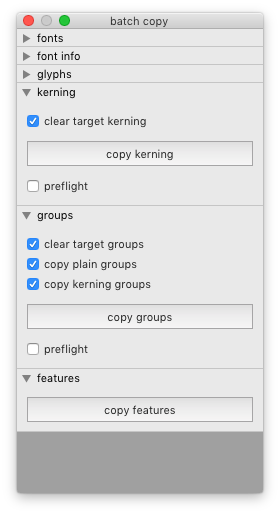 batch copy
fonts
font info
glyphs
kerning
clear target kerning
copy kerning
preflight
groups
clear target groups
copy plain groups
copy kerning groups
copy groups
preflight
features
copy features